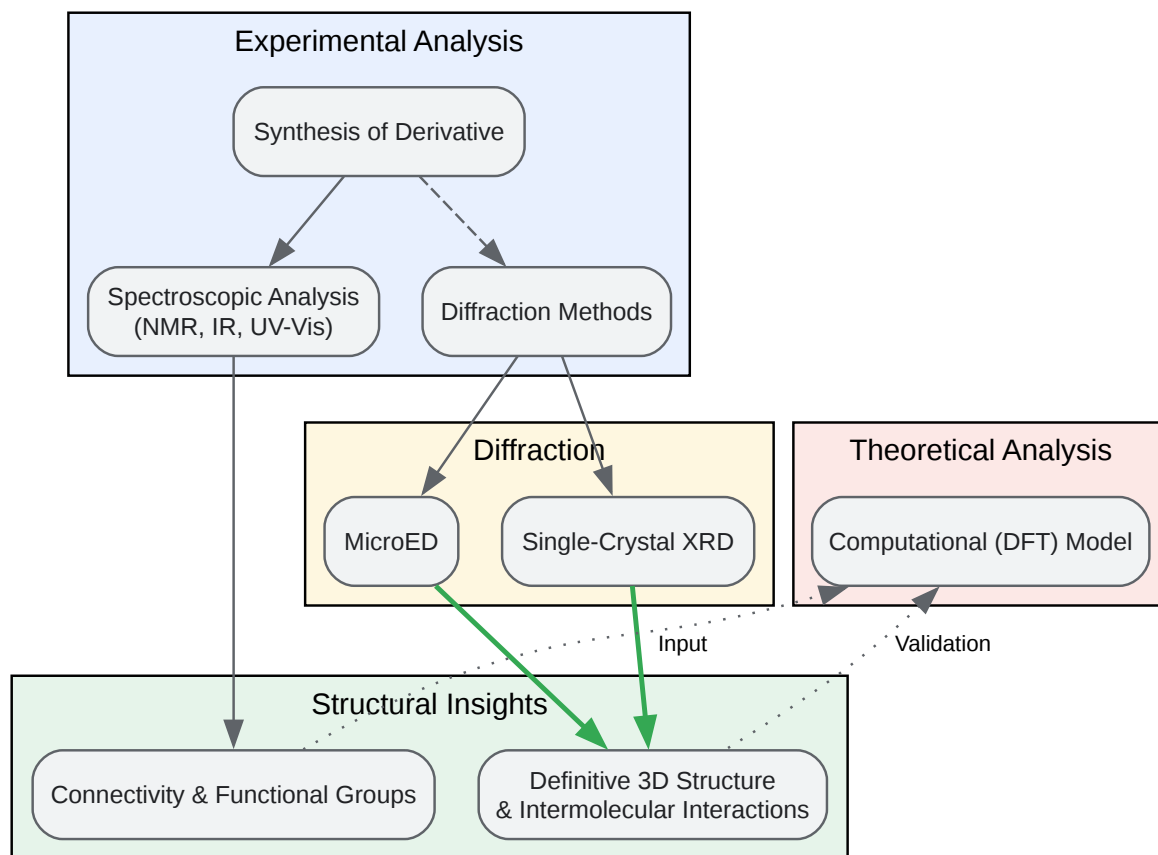 Experimental Analysis
Synthesis of Derivative
Spectroscopic Analysis
(NMR, IR, UV-Vis)
Diffraction Methods
Diffraction
Theoretical Analysis
MicroED
Single-Crystal XRD
Computational (DFT) Model
Input
Validation
Structural Insights
Connectivity & Functional Groups
Definitive 3D Structure
& Intermolecular Interactions